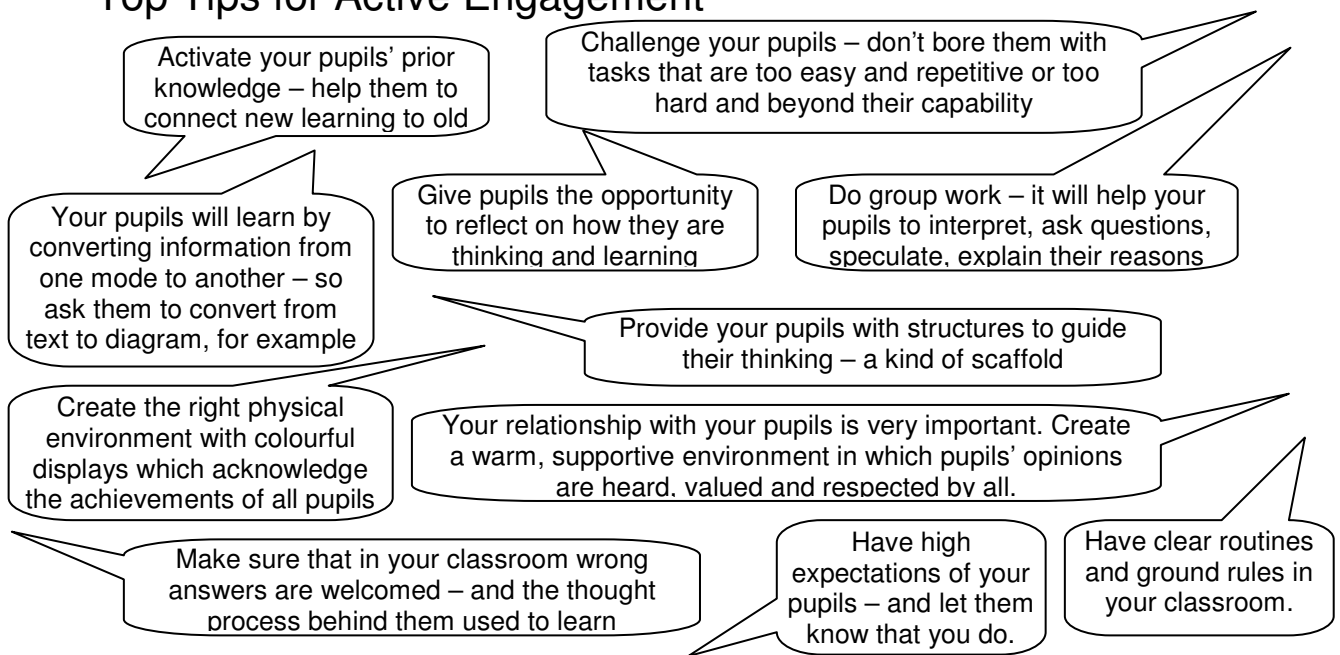 Top Tips for Active Engagement
Activate your pupils’ prior
knowledge – help them to
connect new learning to old
Challenge your pupils – don’t bore them with
tasks that are too easy and repetitive or too
hard and beyond their capability
Your pupils will learn by
converting information from
one mode to another – so
ask them to convert from
text to diagram, for example
Give pupils the opportunity
to reflect on how they are
thinking and learning
Do group work – it will help your
pupils to interpret, ask questions,
speculate, explain their reasons
Provide your pupils with structures to guide
their thinking – a kind of scaffold
Create the right physical
environment with colourful
displays which acknowledge
the achievements of all pupils
Your relationship with your pupils is very important. Create
a warm, supportive environment in which pupils’ opinions
are heard, valued and respected by all.
Make sure that in your classroom wrong
answers are welcomed – and the thought
process behind them used to learn
Have high
expectations of your
pupils – and let them
know that you do.
Have clear routines
and ground rules in
your classroom.